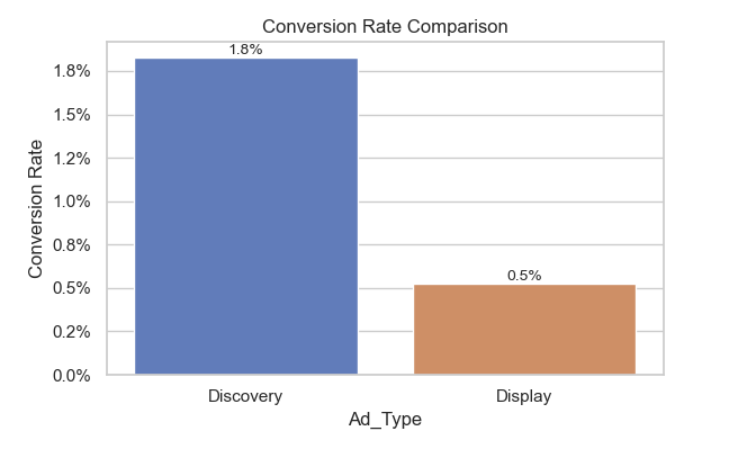 Conversion Rate Comparison
1.8%
1.8%
1.5%
1.2%
1.0%
0.8%
0.5%
0.2%
0.0%
Conversion Rate
0.5%
Discovery
Display
Ad_Type